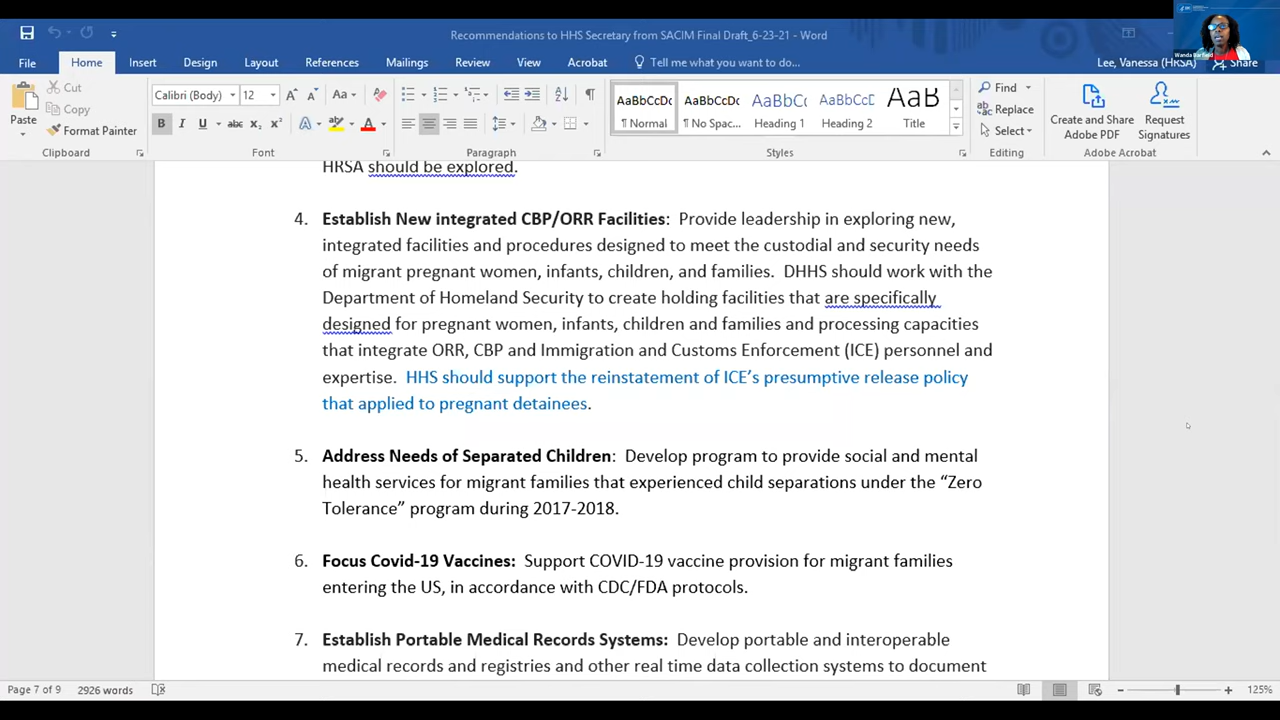 Recommendations to HHS Secretary from SACIM Final Draft_6-23-21 - Word
Wanda Barfield
File Home Insert Design Layout References Mailings Review View Acrobat Tell me what you want to do... Lee, Vanessa (HRSA) Share
Paste
Cut
Copy
Format Painter
Clipboard
Calibri (Body) 12
Font
Paragraph
AaBbCcDc AaBbCcDc AaBbC AaBbCcC AaB
¶ Normal ¶ No Spac... Heading 1 Heading 2 Title
Styles
Find
Replace
Select
Editing
Create and Share
Adobe PDF
Request
Signatures
Adobe Acrobat
HRSA should be explored.
4. Establish New integrated CBP/ORR Facilities: Provide leadership in exploring new,
integrated facilities and procedures designed to meet the custodial and security needs
of migrant pregnant women, infants, children, and families. DHHS should work with the
Department of Homeland Security to create holding facilities that are specifically
designed for pregnant women, infants, children and families and processing capacities
that integrate ORR, CBP and Immigration and Customs Enforcement (ICE) personnel and
expertise. HHS should support the reinstatement of ICE’s presumptive release policy
that applied to pregnant detainees.
5. Address Needs of Separated Children: Develop program to provide social and mental
health services for migrant families that experienced child separations under the “Zero
Tolerance” program during 2017-2018.
6. Focus Covid-19 Vaccines: Support COVID-19 vaccine provision for migrant families
entering the US, in accordance with CDC/FDA protocols.
7. Establish Portable Medical Records Systems: Develop portable and interoperable
medical records and registries and other real time data collection systems to document
Page 7 of 9 2926 words 125%